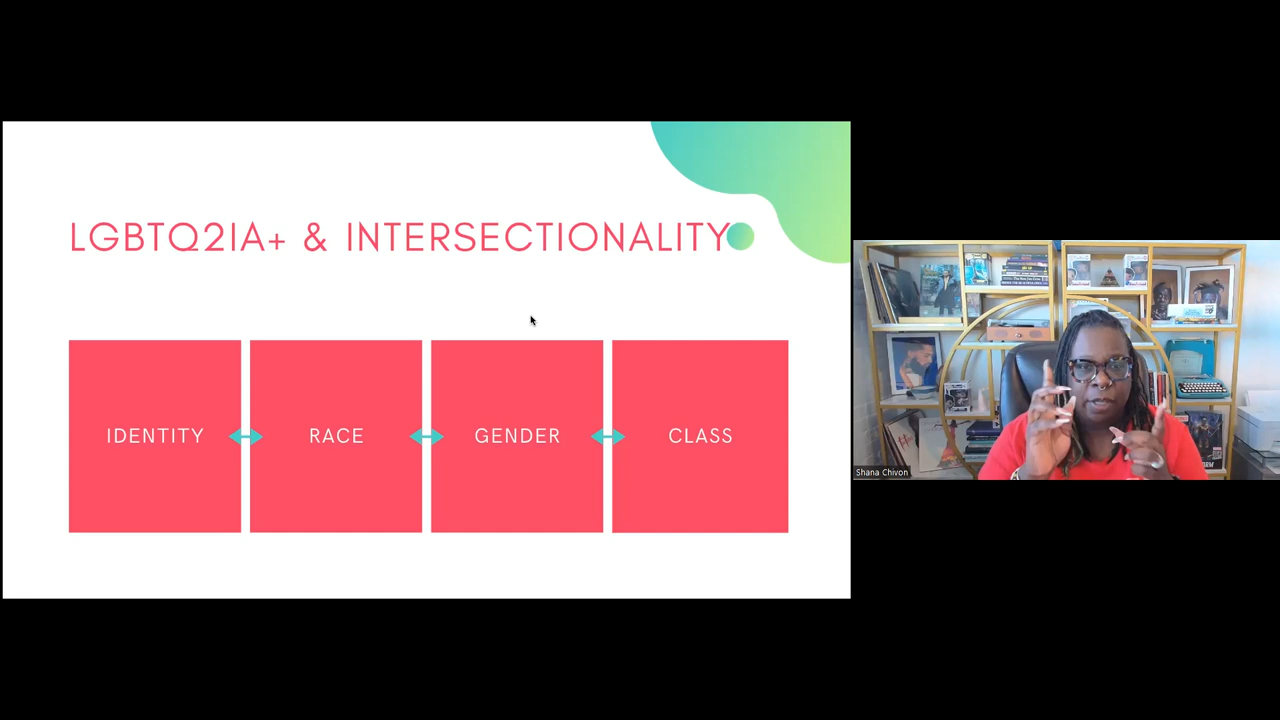 LGBTQ2IA+ & INTERSECTIONALITY
IDENTITY
RACE
GENDER
CLASS
Shana Chivon